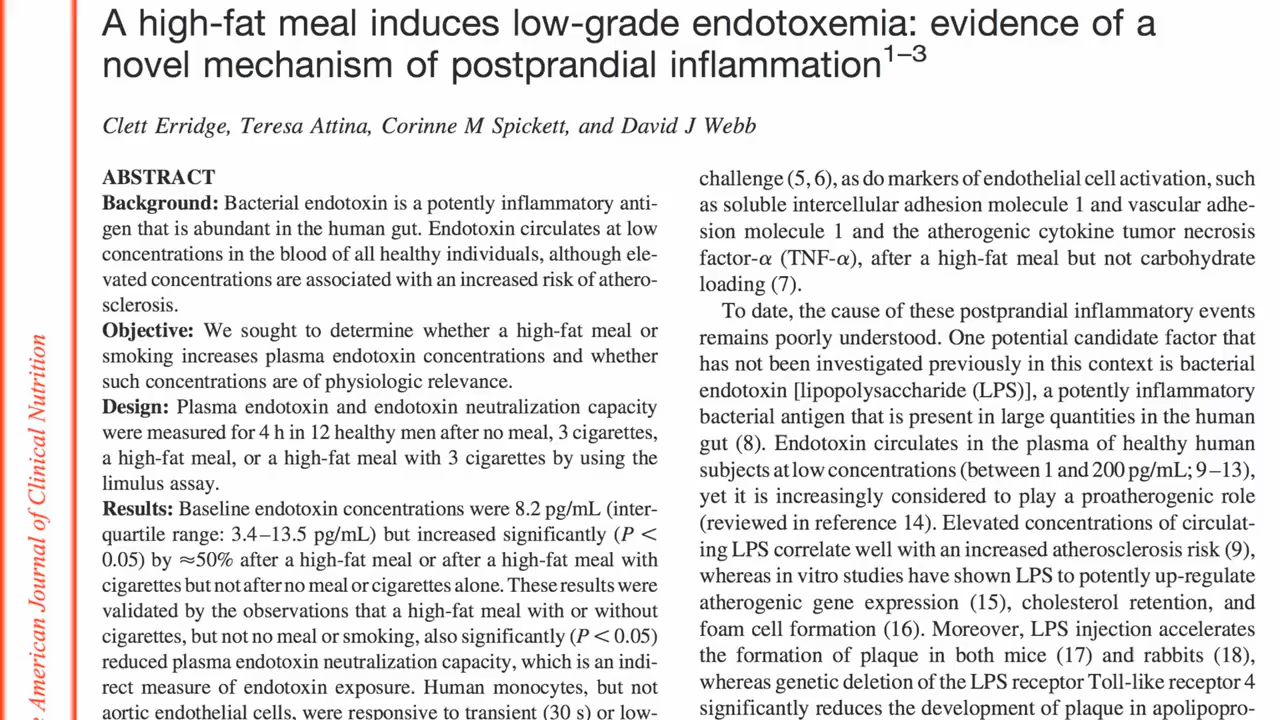 A high-fat meal induces low-grade endotoxemia: evidence of a
novel mechanism of postprandial inflammation1–3
Clett Erridge, Teresa Attina, Corinne M Spickett, and David J Webb
ABSTRACT
Background: Bacterial endotoxin is a potently inflammatory anti-
gen that is abundant in the human gut. Endotoxin circulates at low
concentrations in the blood of all healthy individuals, although ele-
vated concentrations are associated with an increased risk of athero-
sclerosis.
Objective: We sought to determine whether a high-fat meal or
smoking increases plasma endotoxin concentrations and whether
such concentrations are of physiologic relevance.
Design: Plasma endotoxin and endotoxin neutralization capacity
were measured for 4 h in 12 healthy men after no meal, 3 cigarettes,
a high-fat meal, or a high-fat meal with 3 cigarettes by using the
limulus assay.
Results: Baseline endotoxin concentrations were 8.2 pg/mL (inter-
quartile range: 3.4–13.5 pg/mL) but increased significantly (P <
0.05) by ≈50% after a high-fat meal or after a high-fat meal with
cigarettes but not after no meal or cigarettes alone. These results were
validated by the observations that a high-fat meal with or without
cigarettes, but not no meal or smoking, also significantly (P < 0.05)
reduced plasma endotoxin neutralization capacity, which is an indi-
rect measure of endotoxin exposure. Human monocytes, but not
aortic endothelial cells, were responsive to transient (30 s) or low-
challenge (5, 6), as do markers of endothelial cell activation, such
as soluble intercellular adhesion molecule 1 and vascular adhe-
sion molecule 1 and the atherogenic cytokine tumor necrosis
factor-α (TNF-α), after a high-fat meal but not carbohydrate
loading (7).
To date, the cause of these postprandial inflammatory events
remains poorly understood. One potential candidate factor that
has not been investigated previously in this context is bacterial
endotoxin [lipopolysaccharide (LPS)], a potently inflammatory
bacterial antigen that is present in large quantities in the human
gut (8). Endotoxin circulates in the plasma of healthy human
subjects at low concentrations (between 1 and 200 pg/mL; 9–13),
yet it is increasingly considered to play a proatherogenic role
(reviewed in reference 14). Elevated concentrations of circulat-
ing LPS correlate well with an increased atherosclerosis risk (9),
whereas in vitro studies have shown LPS to potently up-regulate
atherogenic gene expression (15), cholesterol retention, and
foam cell formation (16). Moreover, LPS injection accelerates
the formation of plaque in both mice (17) and rabbits (18),
whereas genetic deletion of the LPS receptor Toll-like receptor 4
significantly reduces the development of plaque in apolipopro-
American Journal of Clinical Nutrition